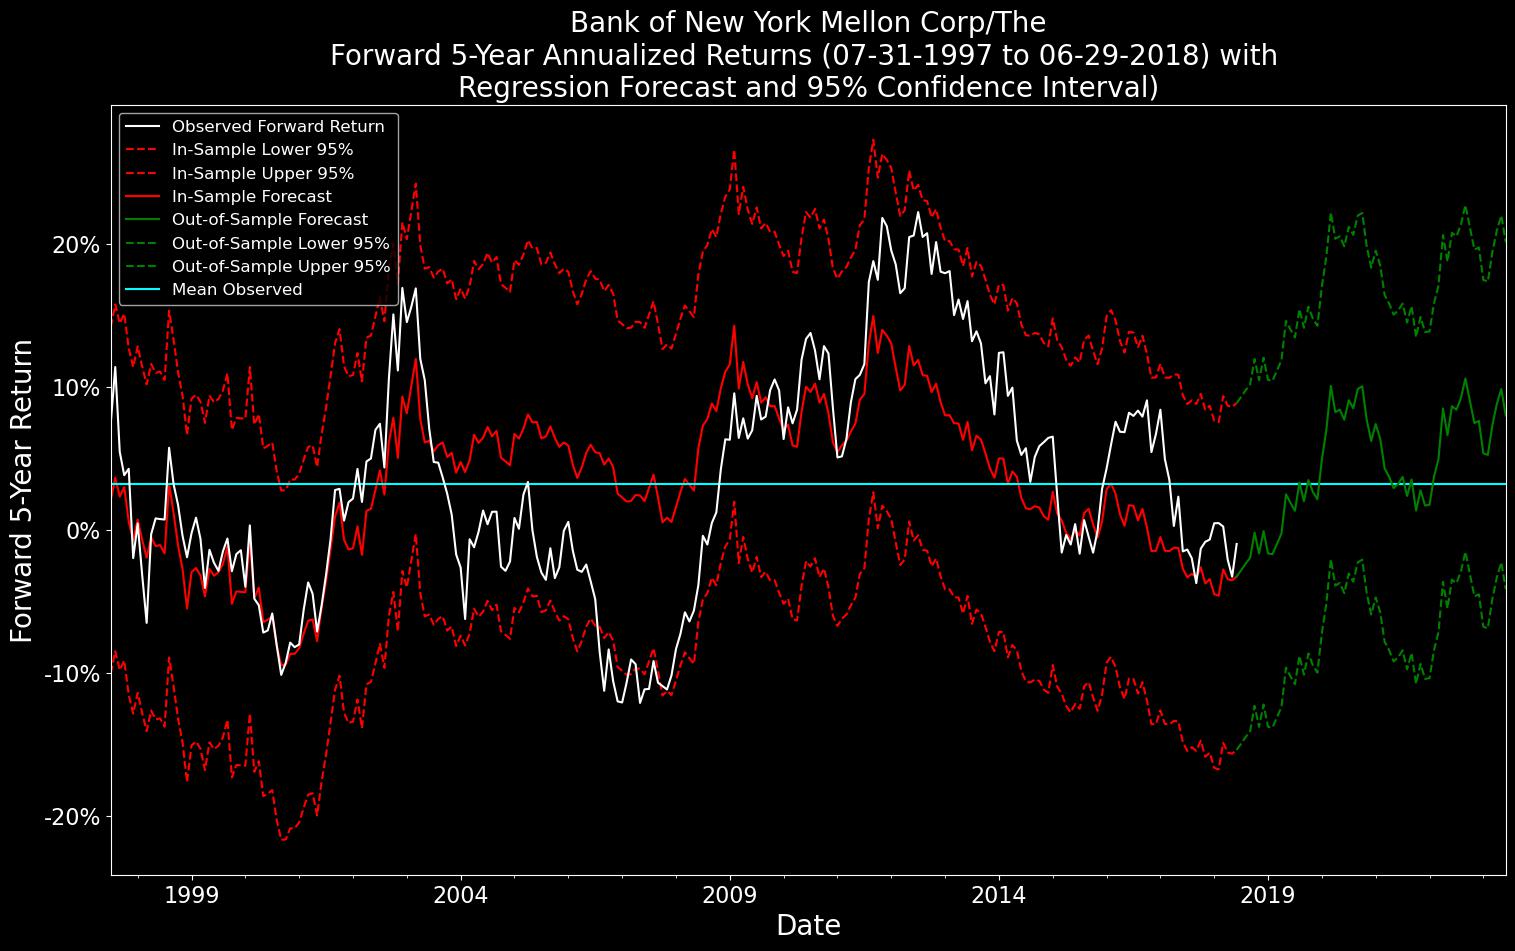 Bank of New York Mellon Corp/The
Forward 5-Year Annualized Returns (07-31-1997 to 06-29-2018) with
Regression Forecast and 95% Confidence Interval)
Observed Forward Return
In-Sample Lower 95%
In-Sample Upper 95%
In-Sample Forecast
Out-of-Sample Forecast
Out-of-Sample Lower 95%
Out-of-Sample Upper 95%
Mean Observed
Forward 5-Year Return
20%
10%
0%
-10%
-20%
1999
2004
2009
2014
2019
Date